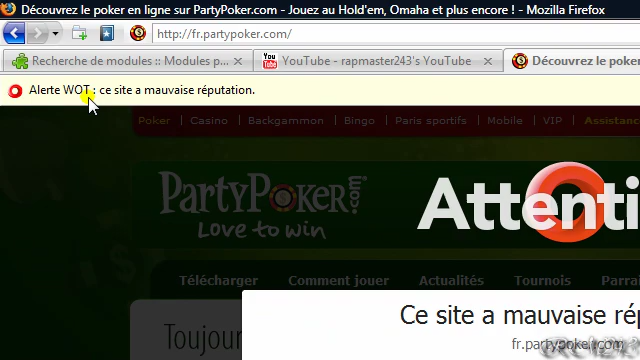 Découvrez le poker en ligne sur PartyPoker.com - Jouez au Hold'em, Omaha et plus encore ! - Mozilla Firefox
http://fr.partypoker.com/
Recherche de modules :: Modules p...
YouTube - rapmaster243's YouTube
Découvrez le poker
Alerte WOT : ce site a mauvaise réputation.
Poker | Casino | Backgammon | Bingo | Paris sportifs | Mobile | VIP | Assistance
PartyPoker.com
Love to win
Attenti
Télécharger Comment jouer Actualités Tournois Parra
Ce site a mauvaise rép
Toujour
fr.partypoker.com